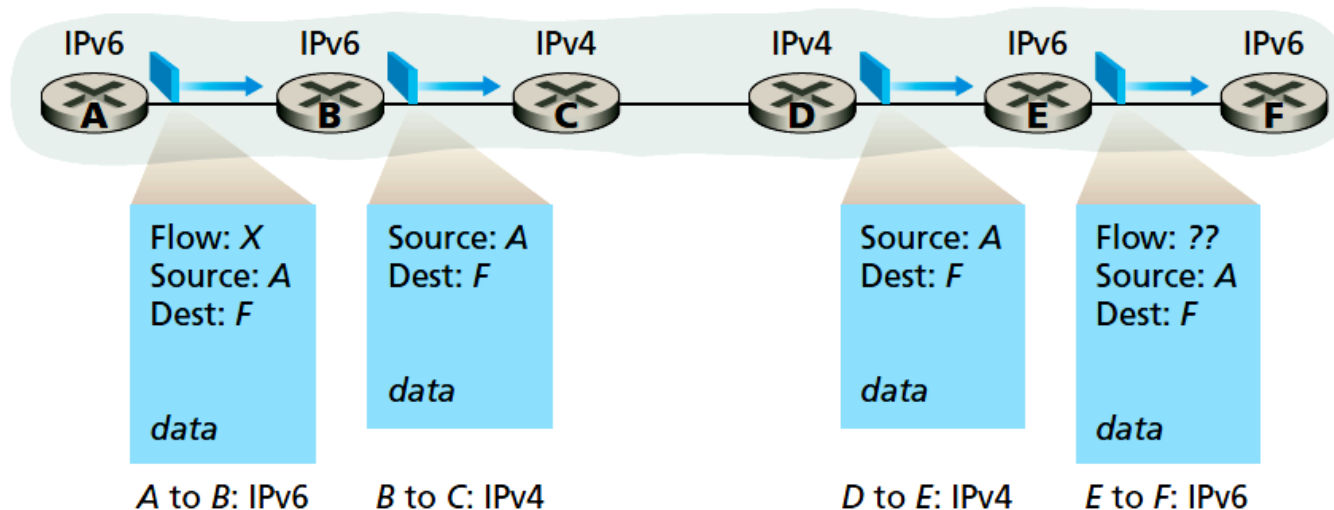 IPv6
IPv6
IPv4
IPv4
IPv6
IPv6
A
B
C
D
E
F
Flow: X
Source: A
Dest: F
data
Source: A
Dest: F
data
Source: A
Dest: F
data
Flow: ??
Source: A
Dest: F
data
A to B: IPv6
B to C: IPv4
D to E: IPv4
E to F: IPv6